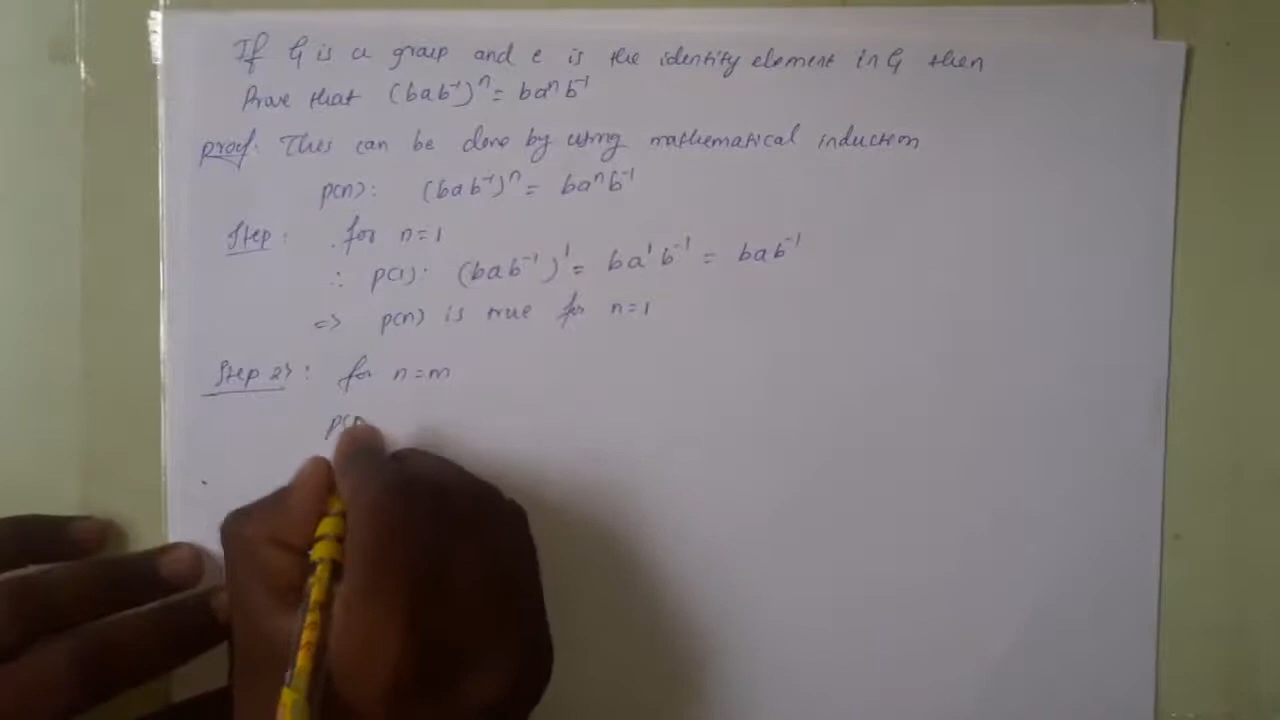 If G is a group and e is the identity element in G then
Prove that (bab⁻¹)ⁿ = baⁿb⁻¹
proof. This can be done by using mathematical induction
p(n): (bab⁻¹)ⁿ = baⁿb⁻¹
Step: for n=1
∴ p(1): (bab⁻¹)¹ = ba¹b⁻¹ = bab⁻¹
=> p(n) is true for n=1
Step 2: for n=m
p(